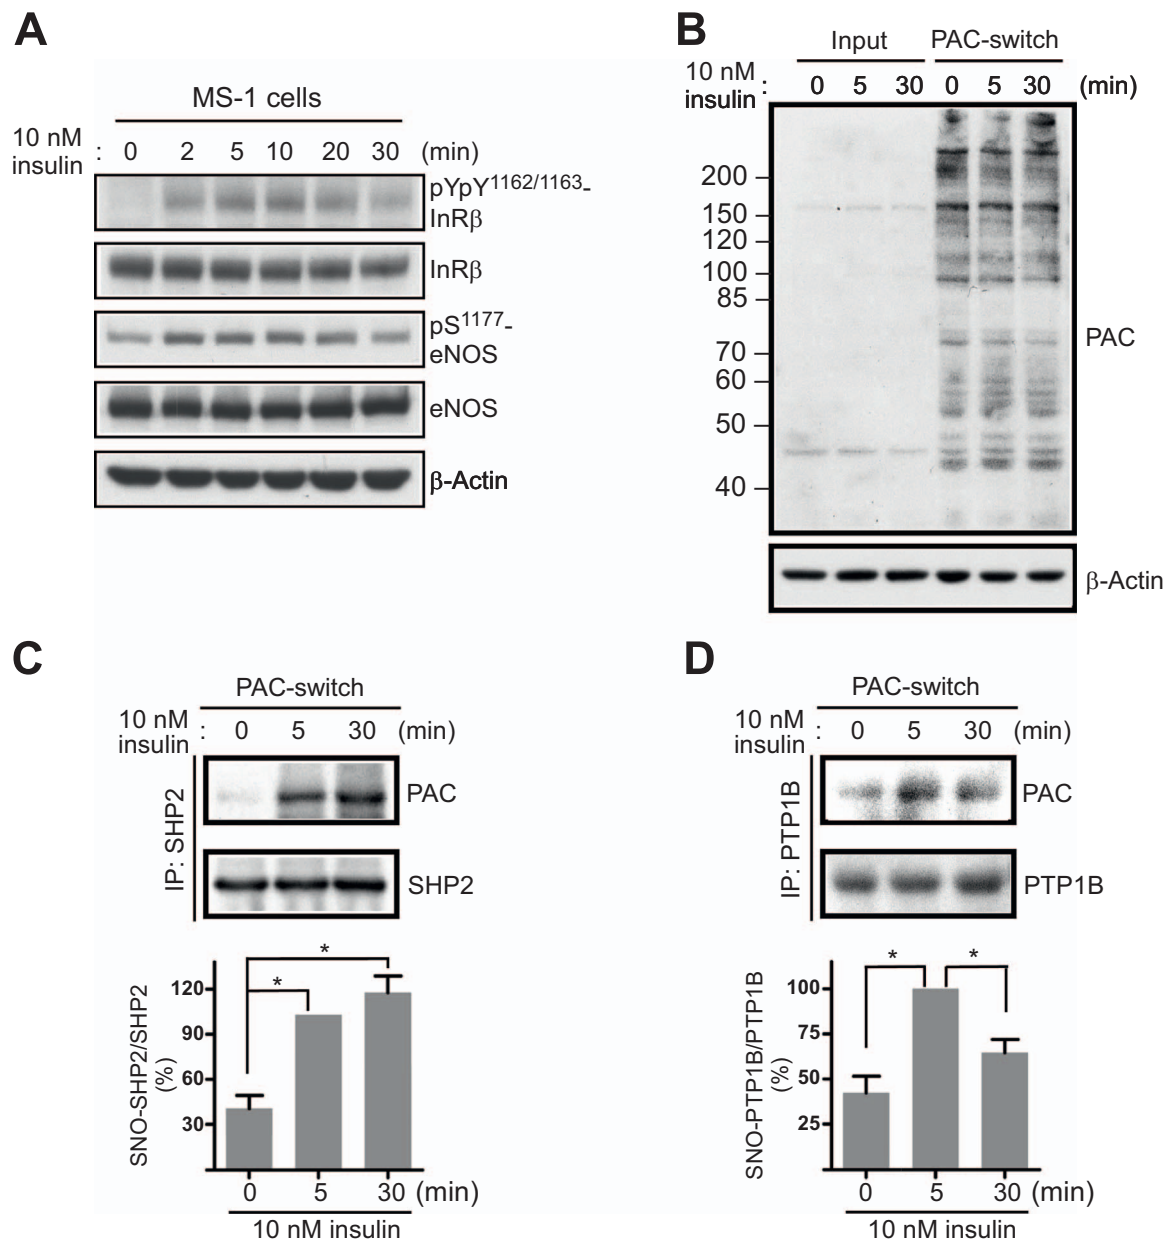 A
MS-1 cells
10 nM
insulin : 0 2 5 10 20 30 (min)
pYpY1162/1163-
InRβ
InRβ
pS1177-
eNOS
eNOS
β-Actin
B
Input PAC-switch
10 nM
insulin : 0 5 30 0 5 30 (min)
200
150
120
100
85
70
60
50
40
PAC
β-Actin
C
PAC-switch
10 nM
insulin : 0 5 30 (min)
IP: SHP2
PAC
SHP2
* *
SNO-SHP2/SHP2
(%)
120
90
60
30
0 5 30 (min)
10 nM insulin
D
PAC-switch
10 nM
insulin : 0 5 30 (min)
IP: PTP1B
PAC
PTP1B
* *
SNO-PTP1B/PTP1B
(%)
100
75
50
25
0 5 30 (min)
10 nM insulin